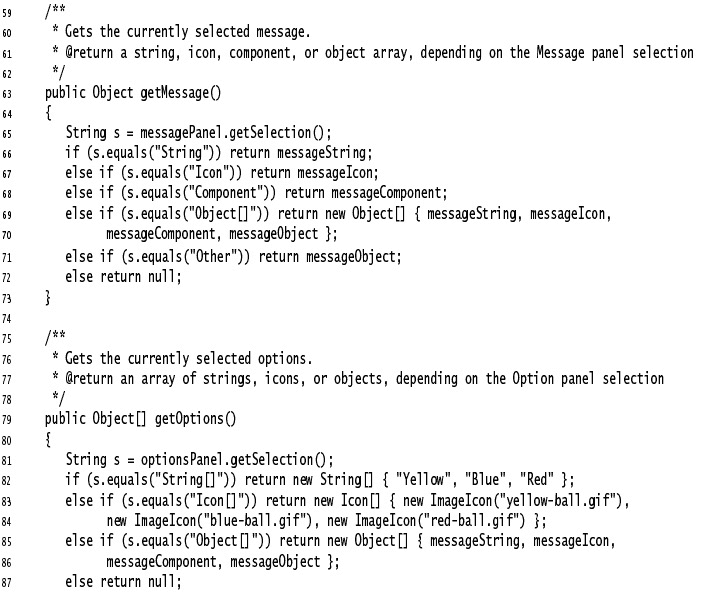 59 /**
60 * Gets the currently selected message.
61 * @return a string, icon, component, or object array, depending on the Message panel selection
62 */
63 public Object getMessage()
64 {
65 String s = messagePanel.getSelection();
66 if (s.equals("String")) return messageString;
67 else if (s.equals("Icon")) return messageIcon;
68 else if (s.equals("Component")) return messageComponent;
69 else if (s.equals("Object[]")) return new Object[] { messageString, messageIcon,
70 messageComponent, messageObject };
71 else if (s.equals("Other")) return messageObject;
72 else return null;
73 }
74
75 /**
76 * Gets the currently selected options.
77 * @return an array of strings, icons, or objects, depending on the Option panel selection
78 */
79 public Object[] getOptions()
80 {
81 String s = optionsPanel.getSelection();
82 if (s.equals("String[]")) return new String[] { "Yellow", "Blue", "Red" };
83 else if (s.equals("Icon[]")) return new Icon[] { new ImageIcon("yellow-ball.gif"),
84 new ImageIcon("blue-ball.gif"), new ImageIcon("red-ball.gif") };
85 else if (s.equals("Object[]")) return new Object[] { messageString, messageIcon,
86 messageComponent, messageObject };
87 else return null;